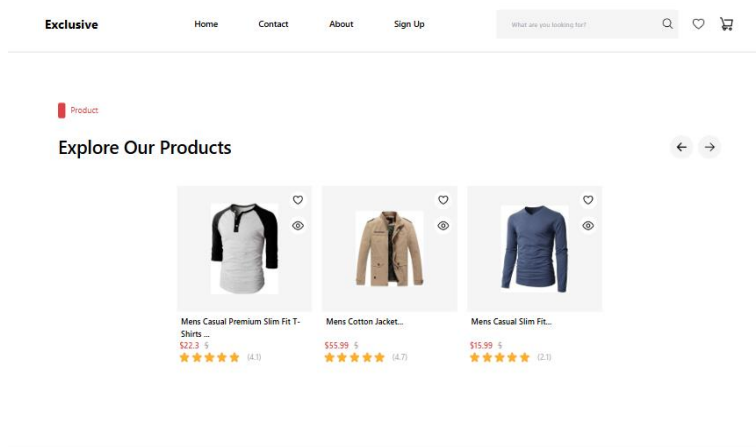 Exclusive
Home Contact About Sign Up
What are you looking for?
Product
Explore Our Products
Mens Casual Premium Slim Fit T-
Shirts ...
$22.3 $
(4.1)
Mens Cotton Jacket...
$55.99 $
(4.7)
Mens Casual Slim Fit...
$15.99 $
(2.1)